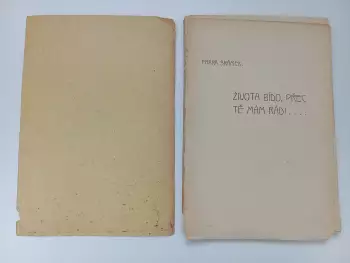 FRÁŇA ŠRÁMEK
ŽIVOTA BÍDO, PŘEC
TĚ MÁM RÁD! . . .